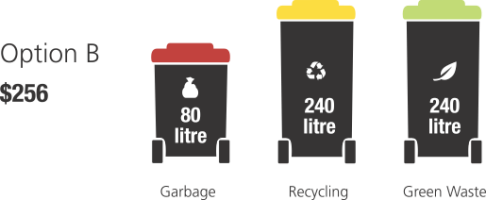 Option B
$256
80
litre
240
litre
240
litre
Garbage
Recycling
Green Waste